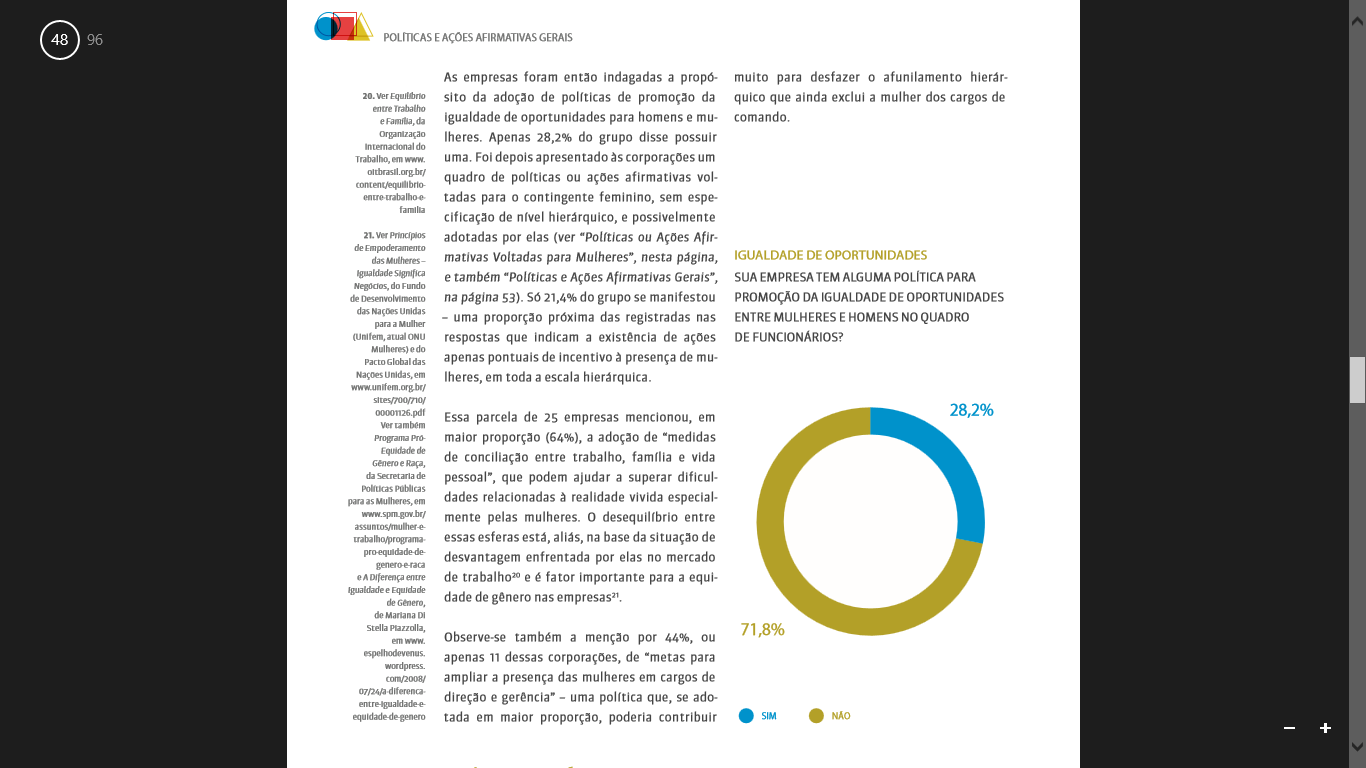 48 96
POLÍTICAS E AÇÕES AFIRMATIVAS GERAIS
20. Ver Equilíbrio
entre Trabalho
e Família, da
Organização
Internacional do
Trabalho, em www.
oitbrasil.org.br/
content/equilibrio-
entre-trabalho-e-
familia
21. Ver Princípios
de Empoderamento
das Mulheres –
Igualdade Significa
Negócios, do Fundo
de Desenvolvimento
das Nações Unidas
para a Mulher
(Unifem, atual ONU
Mulheres) e do
Pacto Global das
Nações Unidas, em
www.unifem.org.br/
sites/700/710/
00001126.pdf
Ver também
Programa Pró-
Equidade de
Gênero e Raça,
da Secretaria de
Políticas Públicas
para as Mulheres, em
www.spm.gov.br/
assuntos/mulher-e-
trabalho/programa-
pro-equidade-de-
genero-e-raca
e A Diferença entre
Igualdade e Equidade
de Gênero,
de Mariana Di
Stella Piazzolla,
em www.
espelhodevenus.
wordpress.
com/2008/
07/24/a-diferenca-
entre-igualdade-e-
equidade-de-genero
As empresas foram então indagadas a propó-
sito da adoção de políticas de promoção da
igualdade de oportunidades para homens e mu-
lheres. Apenas 28,2% do grupo disse possuir
uma. Foi depois apresentado às corporações um
quadro de políticas ou ações afirmativas vol-
tadas para o contingente feminino, sem espe-
cificação de nível hierárquico, e possivelmente
adotadas por elas (ver “Políticas ou Ações Afir-
mativas Voltadas para Mulheres”, nesta página,
e também “Políticas e Ações Afirmativas Gerais”,
na página 53). Só 21,4% do grupo se manifestou
– uma proporção próxima das registradas nas
respostas que indicam a existência de ações
apenas pontuais de incentivo à presença de mu-
lheres, em toda a escala hierárquica.
Essa parcela de 25 empresas mencionou, em
maior proporção (64%), a adoção de “medidas
de conciliação entre trabalho, família e vida
pessoal”, que podem ajudar a superar dificul-
dades relacionadas à realidade vivida especial-
mente pelas mulheres. O desequilíbrio entre
essas esferas está, aliás, na base da situação de
desvantagem enfrentada por elas no mercado
de trabalho²⁰ e é fator importante para a equi-
dade de gênero nas empresas²¹.
Observe-se também a menção por 44%, ou
apenas 11 dessas corporações, de “metas para
ampliar a presença das mulheres em cargos de
direção e gerência” – uma política que, se ado-
tada em maior proporção, poderia contribuir
muito para desfazer o afunilamento hierár-
quico que ainda exclui a mulher dos cargos de
comando.
IGUALDADE DE OPORTUNIDADES
SUA EMPRESA TEM ALGUMA POLÍTICA PARA
PROMOÇÃO DA IGUALDADE DE OPORTUNIDADES
ENTRE MULHERES E HOMENS NO QUADRO
DE FUNCIONÁRIOS?
28,2%
71,8%
SIM NÃO